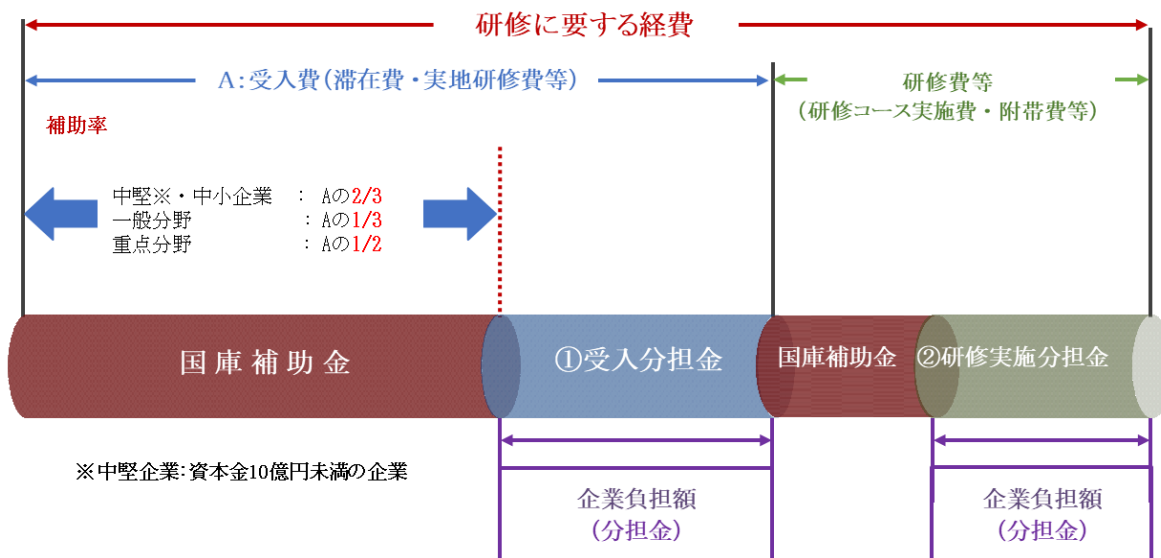 研修に要する経費
A:受入費(滞在費・実地研修費等)
研修費等
(研修コース実施費・附帯費等)
補助率
中堅※・中小企業 : Aの2/3
一般分野 : Aの1/3
重点分野 : Aの1/2
国庫補助金
①受入分担金
国庫補助金
②研修実施分担金
※中堅企業:資本金10億円未満の企業
企業負担額
(分担金)
企業負担額
(分担金)